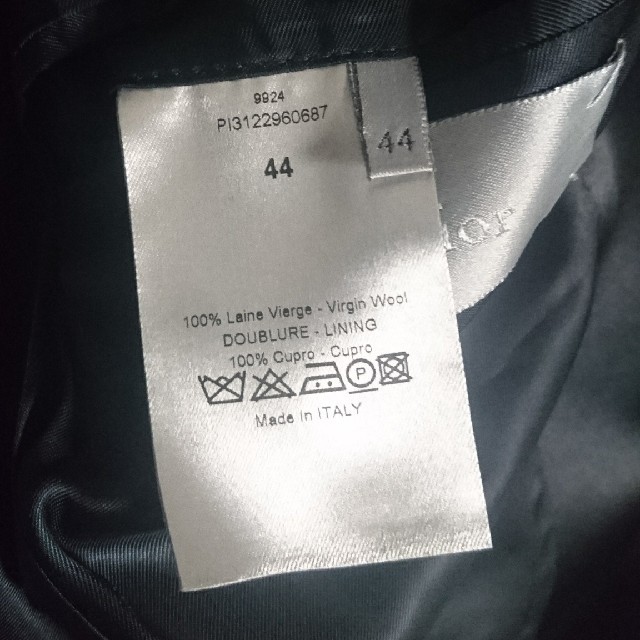 9924
PI3122960687
44
44
100% Laine Vierge - Virgin Wool
DOUBLURE - LINING
100% Cupro - Cupro
P
Made in ITALY